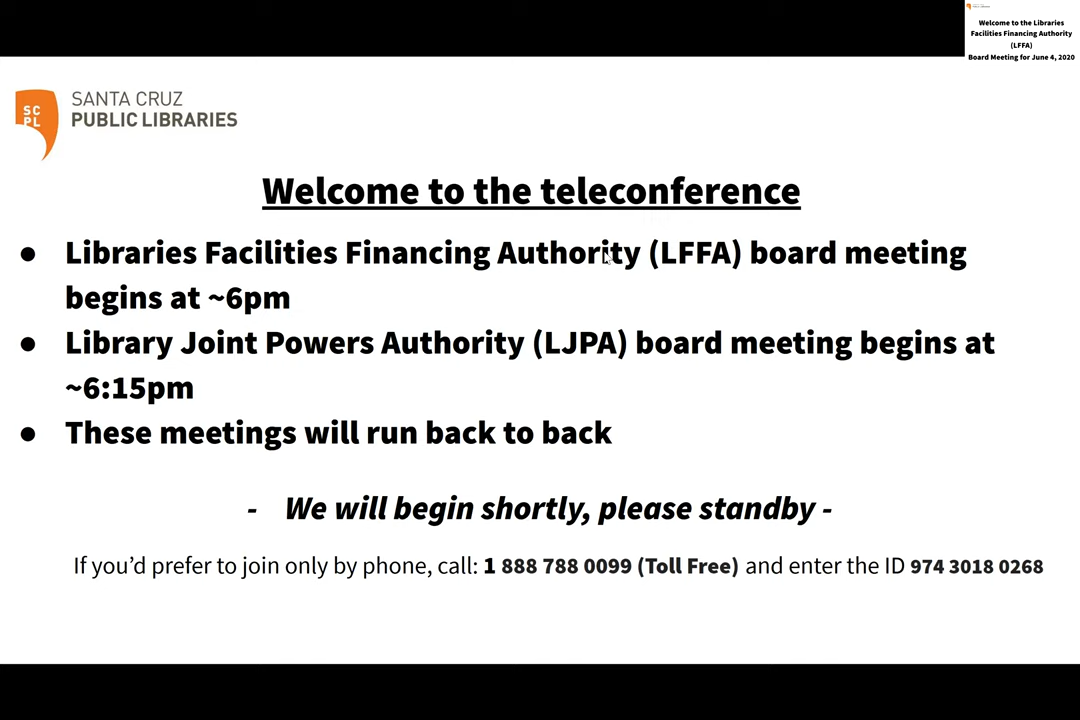 Welcome to the Libraries
Facilities Financing Authority
(LFFA)
Board Meeting for June 4, 2020
SC
PL
SANTA CRUZ
PUBLIC LIBRARIES
Welcome to the teleconference
● Libraries Facilities Financing Authority (LFFA) board meeting
begins at ~6pm
● Library Joint Powers Authority (LJPA) board meeting begins at
~6:15pm
● These meetings will run back to back
- We will begin shortly, please standby -
If you’d prefer to join only by phone, call: 1 888 788 0099 (Toll Free) and enter the ID 974 3018 0268